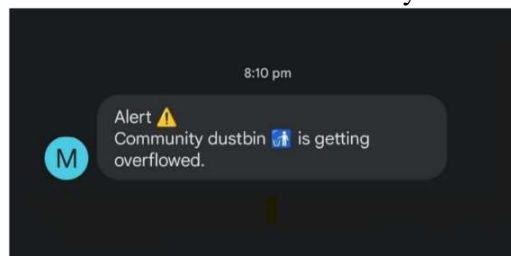 8:10 pm
Alert ⚠️
Community dustbin 🚮 is getting
M
overflowed.